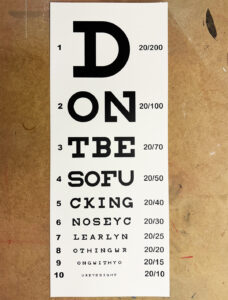 1 D 20/200
2 ON 20/100
3 TBE 20/70
4 SOFU 20/50
5 CKING 20/40
6 NOSEYC 20/30
7 LEARLYN 20/25
8 OTHINGWR 20/20
9 ONGWITHYO 20/15
10 20/10